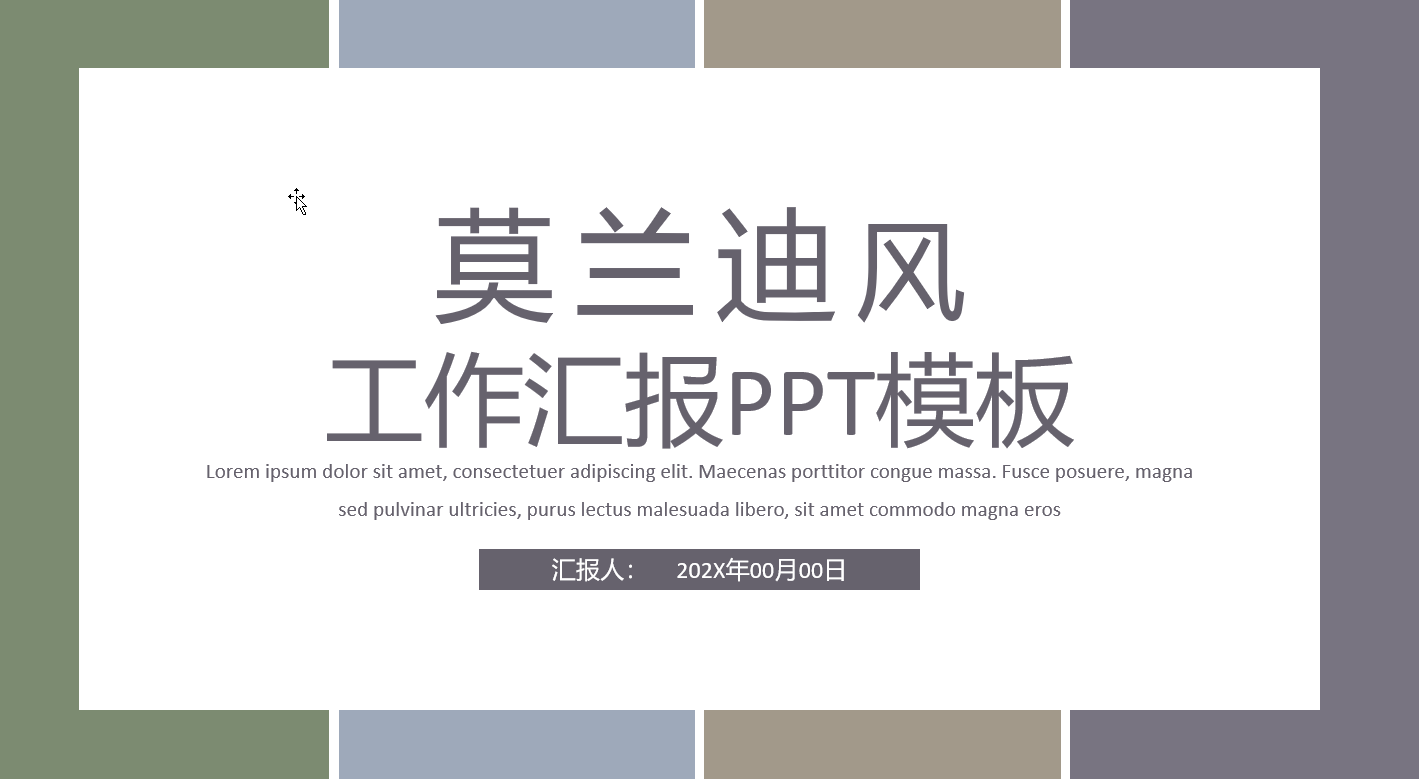 莫兰迪风
工作汇报PPT模板
Lorem ipsum dolor sit amet, consectetuer adipiscing elit. Maecenas porttitor congue massa. Fusce posuere, magna
sed pulvinar ultricies, purus lectus malesuada libero, sit amet commodo magna eros
汇报人： 202X年00月00日